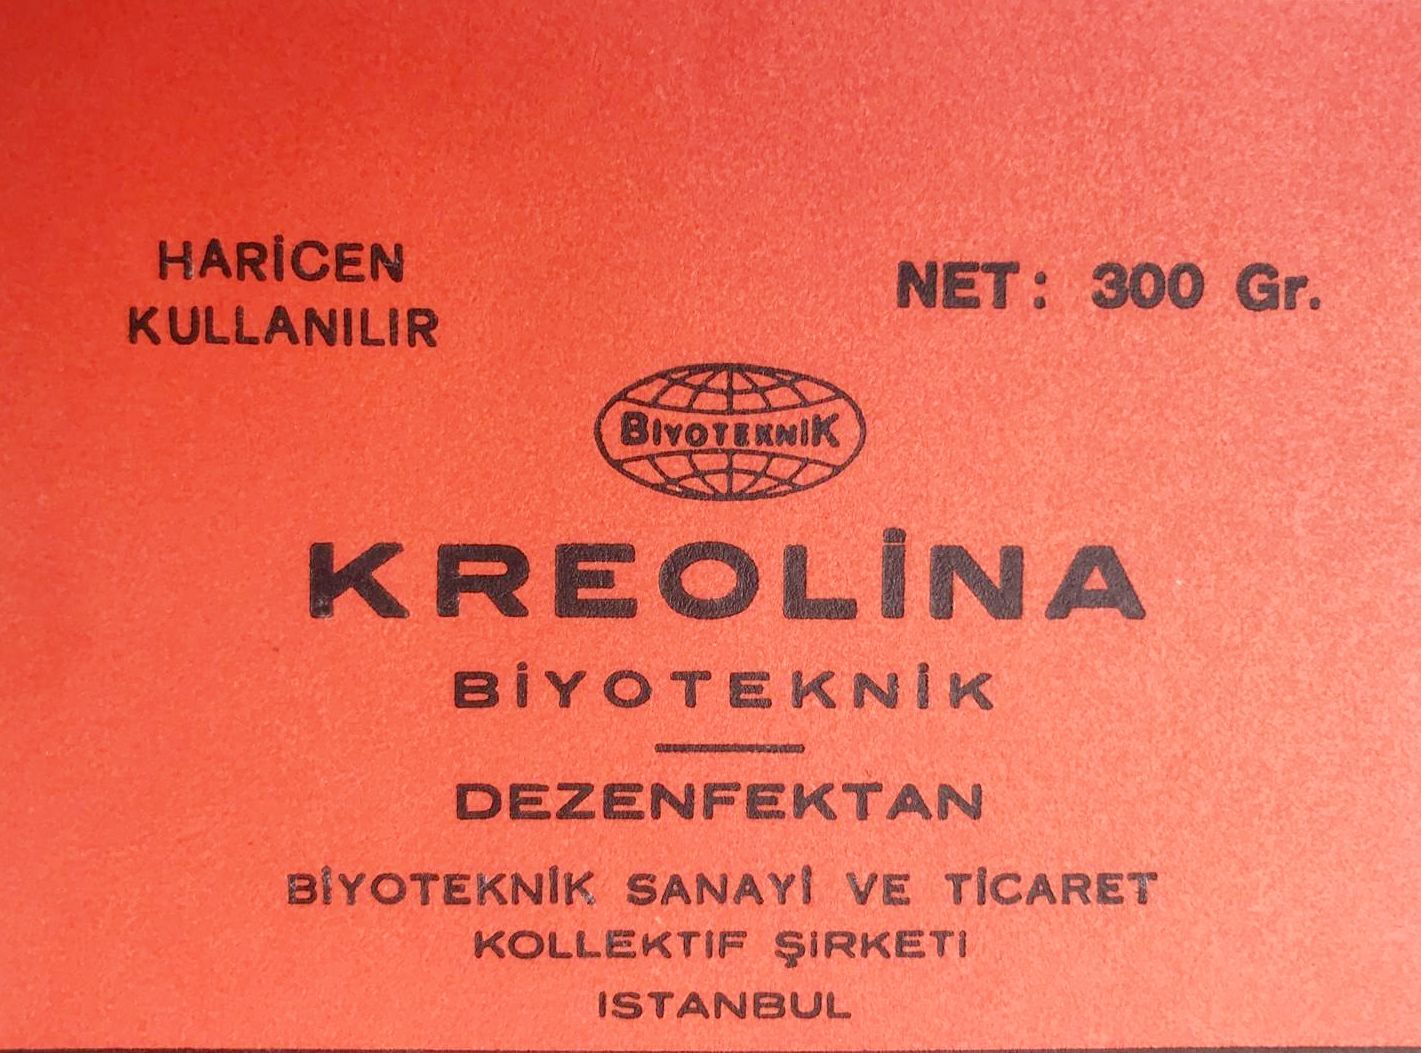 HARİCEN
KULLANILIR
NET: 300 Gr.
BİYOTEKNİK
KREOLİNA
BİYOTEKNİK
DEZENFEKTAN
BİYOTEKNİK SANAYİ VE TİCARET
KOLLEKTIF ŞİRKETİ
ISTANBUL